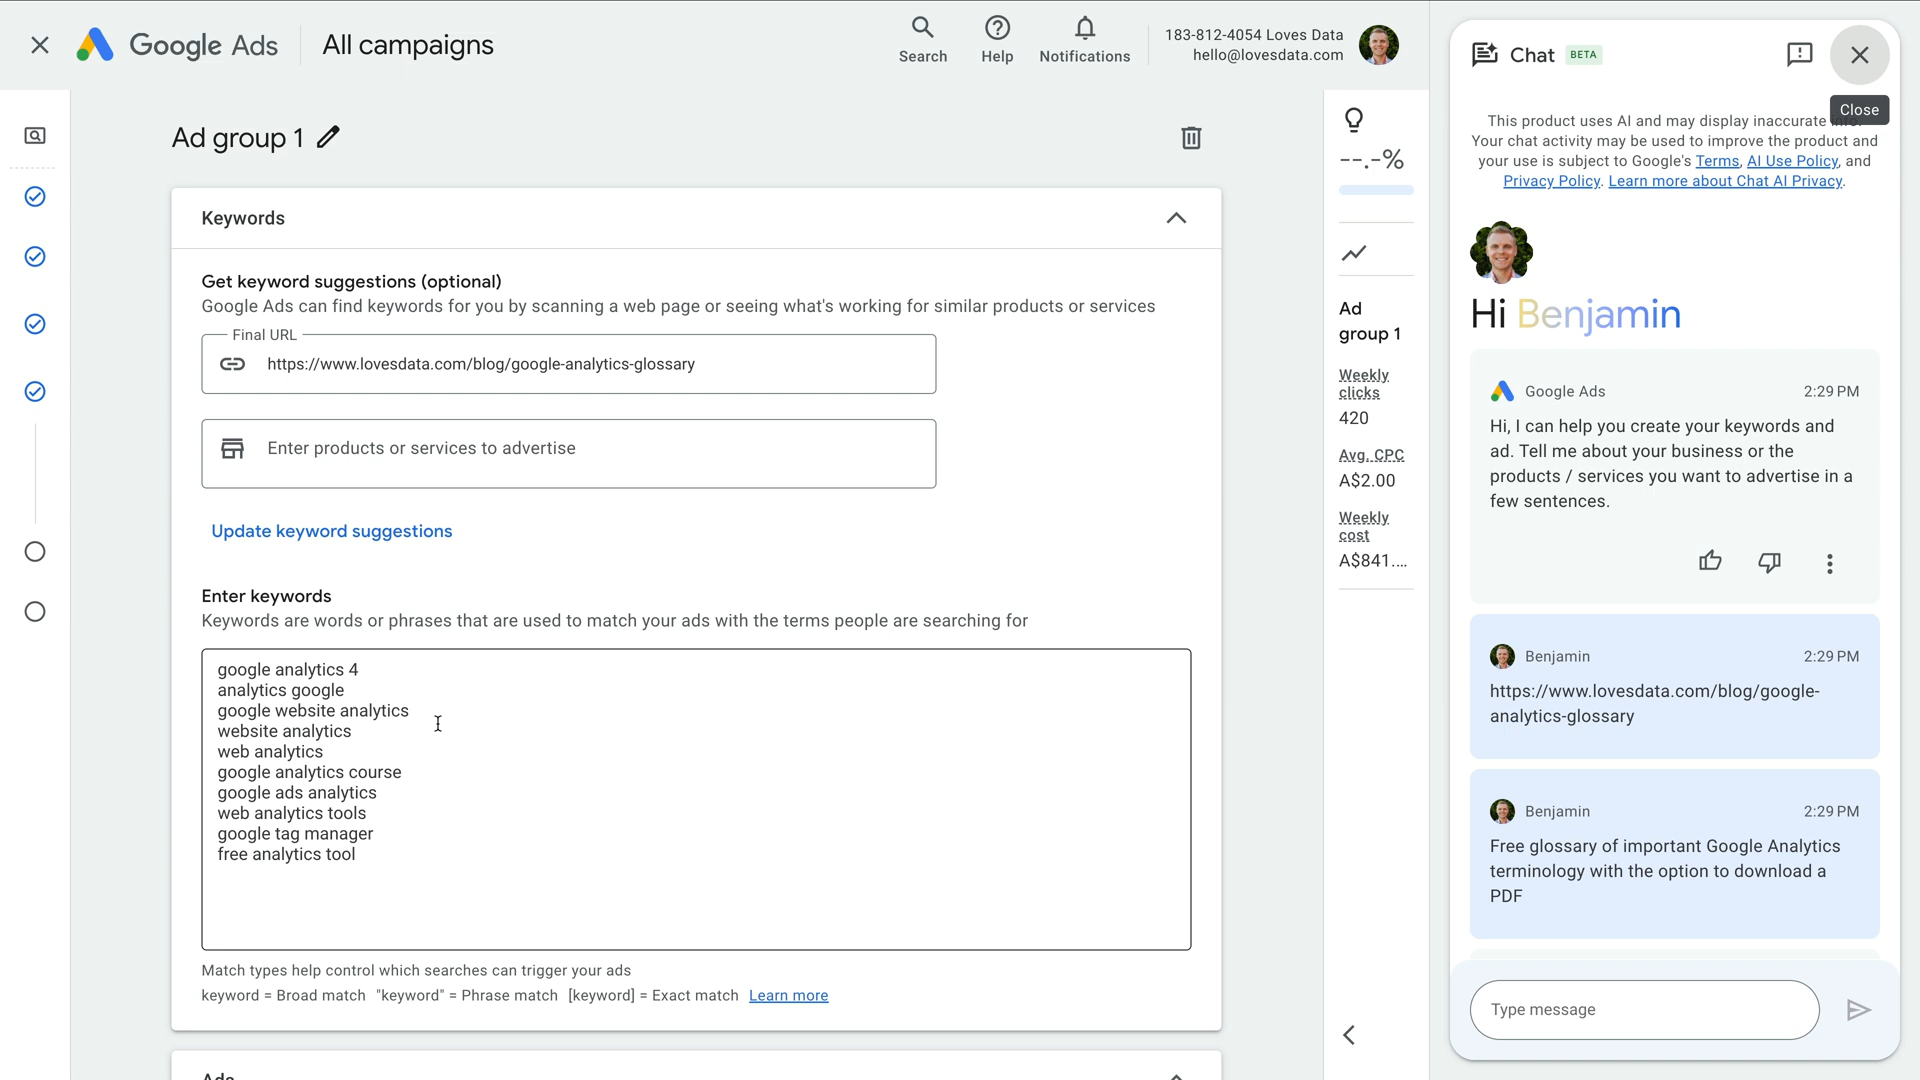 Google Ads
All campaigns
Search
Help
Notifications
183-812-4054 Loves Data
hello@lovesdata.com
Ad group 1
Keywords
Get keyword suggestions (optional)
Google Ads can find keywords for you by scanning a web page or seeing what's working for similar products or services
Final URL
https://www.lovesdata.com/blog/google-analytics-glossary
Enter products or services to advertise
Update keyword suggestions
Enter keywords
Keywords are words or phrases that are used to match your ads with the terms people are searching for
google analytics 4
analytics google
google website analytics
website analytics
web analytics
google analytics course
google ads analytics
web analytics tools
google tag manager
free analytics tool
Match types help control which searches can trigger your ads
keyword = Broad match "keyword" = Phrase match [keyword] = Exact match Learn more
--.-%
Ad
group 1
Weekly
clicks
420
Avg. CPC
A$2.00
Weekly
cost
A$841....
Chat BETA
Close
This product uses AI and may display inaccurate
Your chat activity may be used to improve the product and
your use is subject to Google's Terms, AI Use Policy, and
Privacy Policy. Learn more about Chat AI Privacy.
Hi Benjamin
Google Ads
2:29 PM
Hi, I can help you create your keywords and
ad. Tell me about your business or the
products / services you want to advertise in a
few sentences.
Benjamin
2:29 PM
https://www.lovesdata.com/blog/google-
analytics-glossary
Benjamin
2:29 PM
Free glossary of important Google Analytics
terminology with the option to download a
PDF
Type message